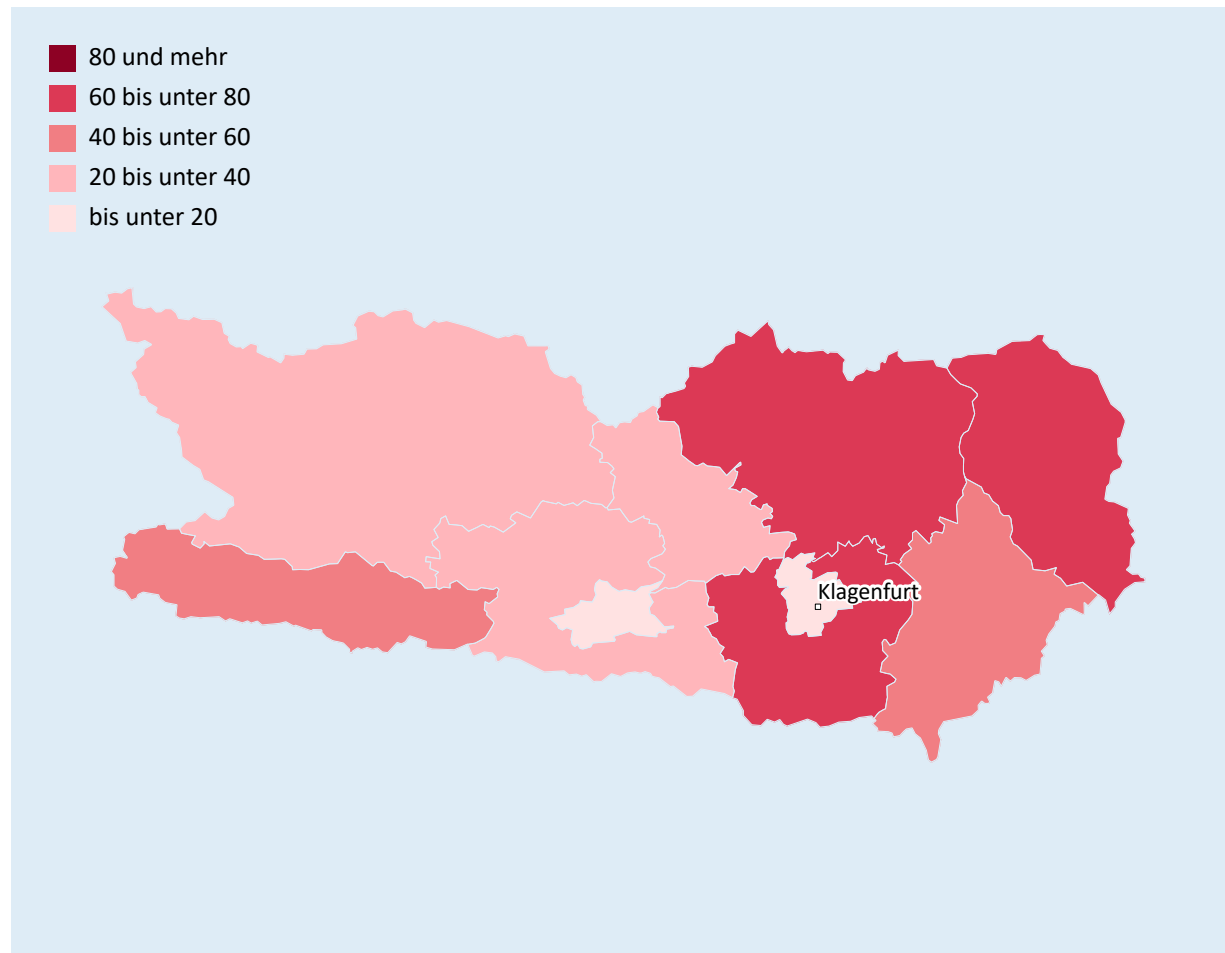 80 und mehr
60 bis unter 80
40 bis unter 60
20 bis unter 40
bis unter 20
Klagenfurt